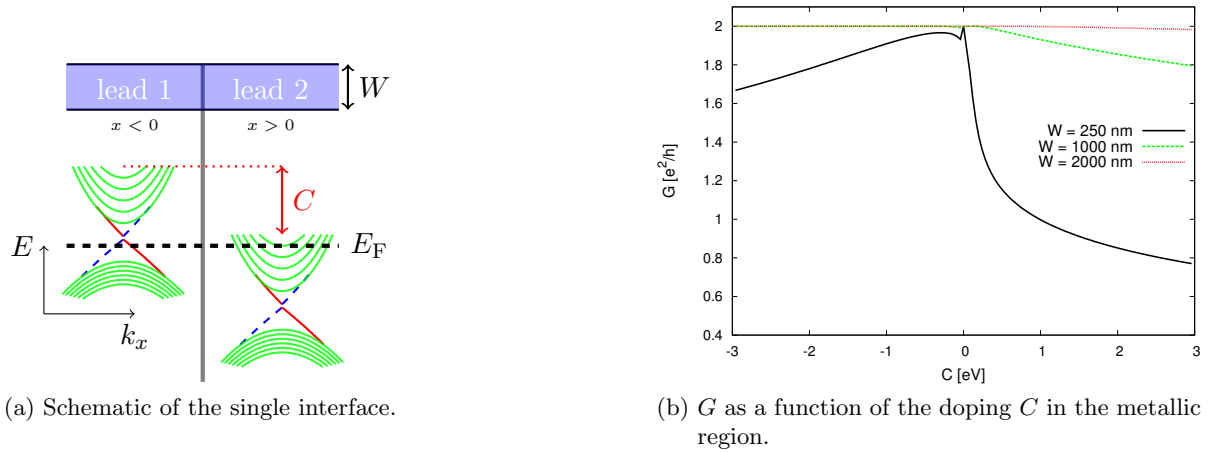 lead 1 lead 2 W
x < 0 x > 0
C
E E_F
k_x
(a) Schematic of the single interface.
2
1.8
1.6
1.4
1.2
1
0.8
0.6
0.4
G [e²/h]
W = 250 nm
W = 1000 nm
W = 2000 nm
-3 -2 -1 0 1 2 3
C [eV]
(b) G as a function of the doping C in the metallic
region.